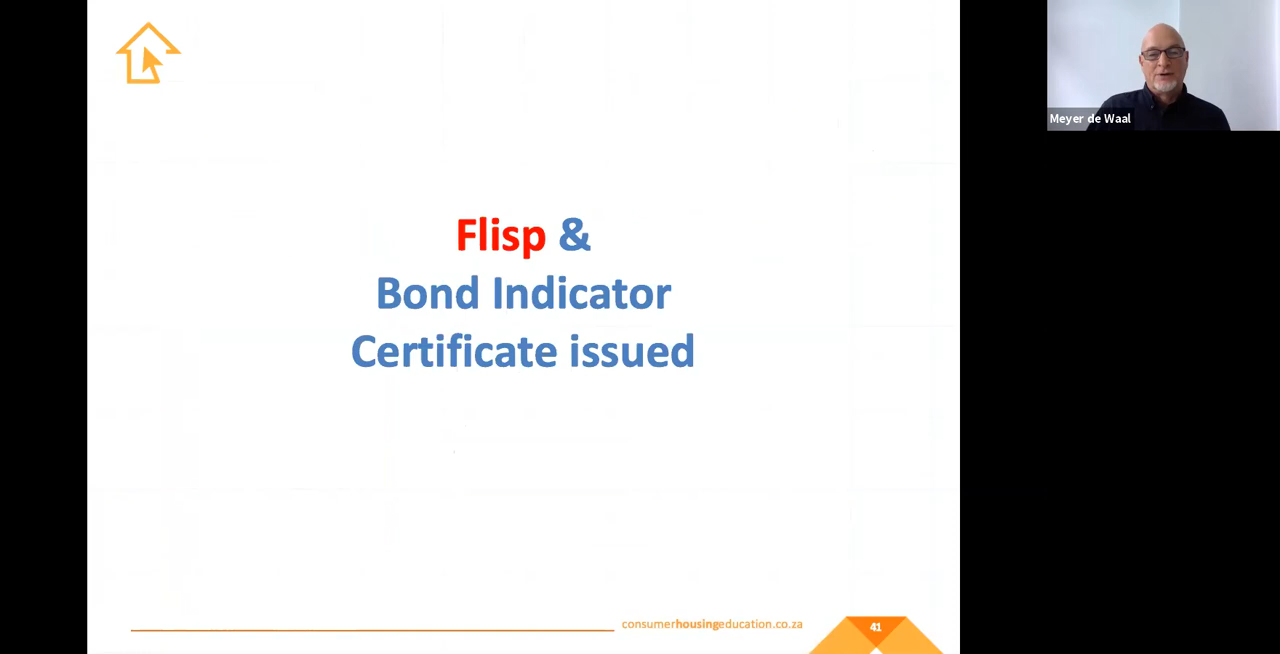 Flisp &
Bond Indicator
Certificate issued
consumerhousingeducation.co.za
41
Meyer de Waal